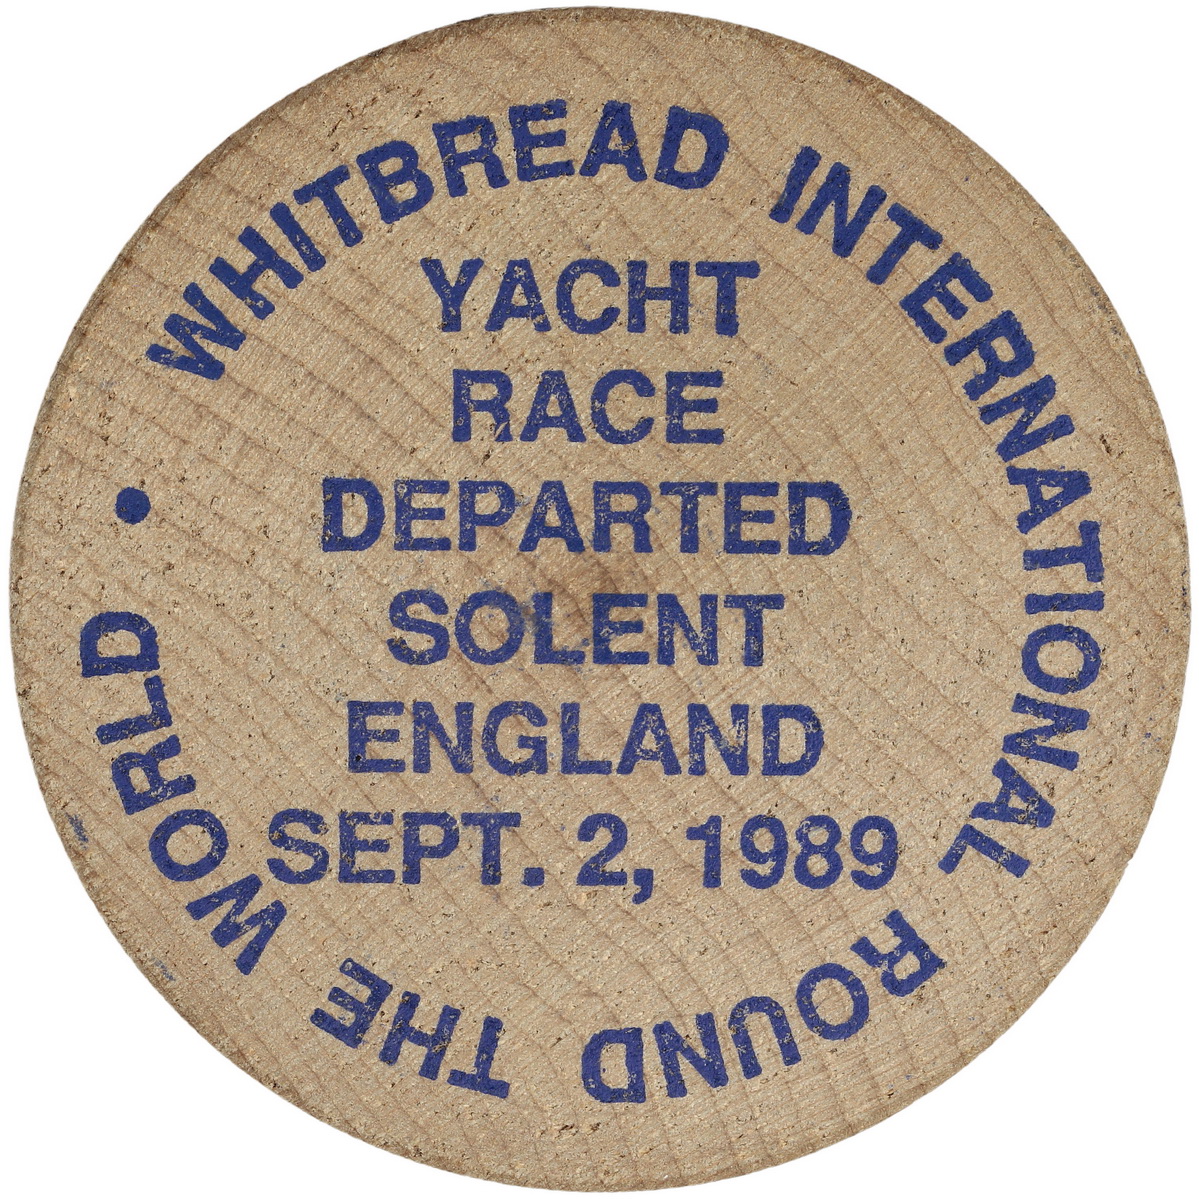 WHITBREAD INTERNATIONAL ROUND THE WORLD •
YACHT
RACE
DEPARTED
SOLENT
ENGLAND
SEPT. 2, 1989